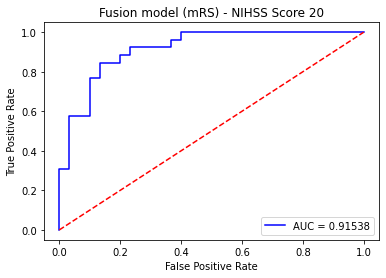 Fusion model (mRS) - NIHSS Score 20
True Positive Rate
1.0
0.8
0.6
0.4
0.2
0.0
AUC = 0.91538
0.0 0.2 0.4 0.6 0.8 1.0
False Positive Rate